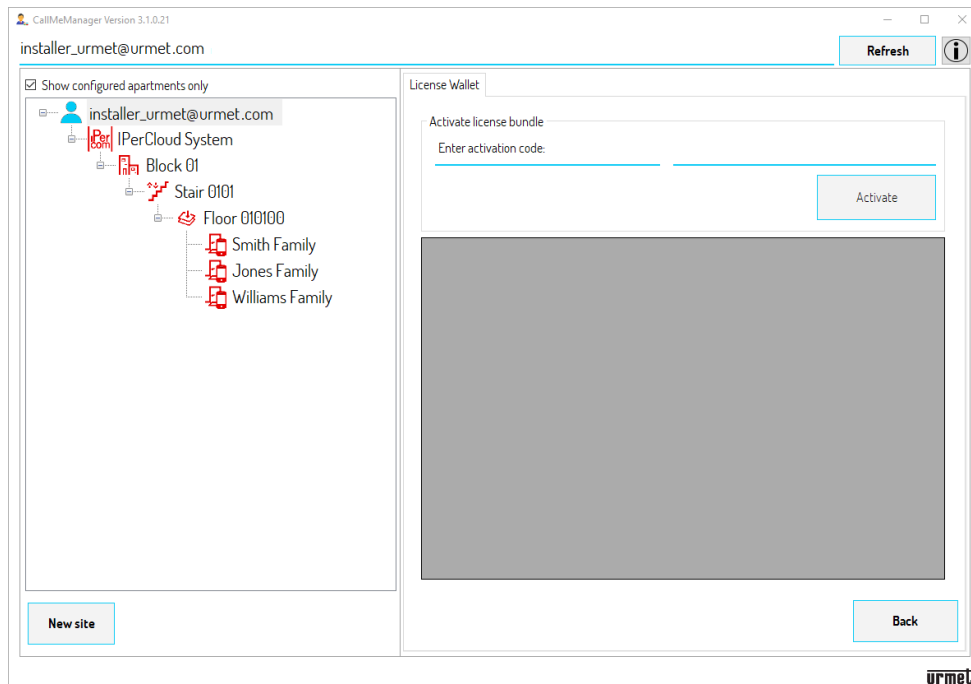 CallMeManager Version 3.1.0.21
installer_urmet@urmet.com
Refresh
Show configured apartments only
installer_urmet@urmet.com
IPer
com
IPerCloud System
Block 01
Stair 0101
Floor 010100
Smith Family
Jones Family
Williams Family
New site
License Wallet
Activate license bundle
Enter activation code:
Activate
Back
urmet